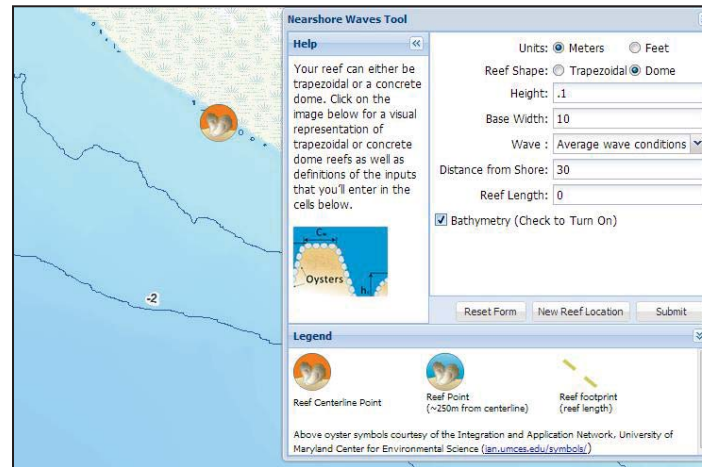 Nearshore Waves Tool
Help
Your reef can either be
trapezoidal or a concrete
dome. Click on the
image below for a visual
representation of
trapezoidal or concrete
dome reefs as well as
definitions of the inputs
that you'll enter in the
cells below.
Oysters
Units: Meters Feet
Reef Shape: Trapezoidal Dome
Height: .1
Base Width: 10
Wave : Average wave conditions
Distance from Shore: 30
Reef Length: 0
Bathymetry (Check to Turn On)
Reset Form New Reef Location Submit
-2
Legend
Reef Centerline Point
Reef Point
(~250m from centerline)
Reef footprint
(reef length)
Above oyster symbols courtesy of the Integration and Application Network, University of
Maryland Center for Environmental Science (ian.umces.edu/symbols/)